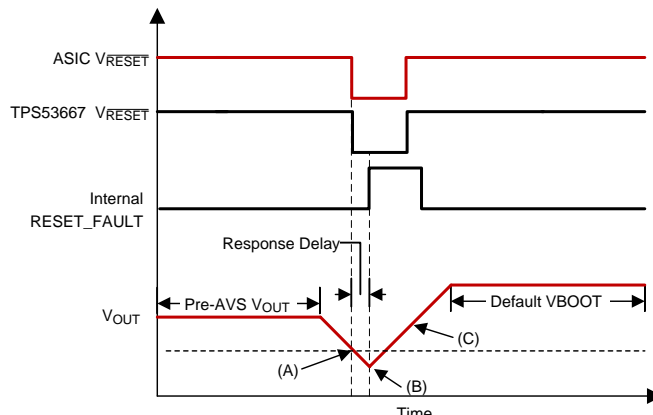 ASIC VRESET
TPS53667 VRESET
Internal
RESET_FAULT
Response Delay
Pre-AVS VOUT
Default VBOOT
VOUT
(A)
(B)
(C)
Time